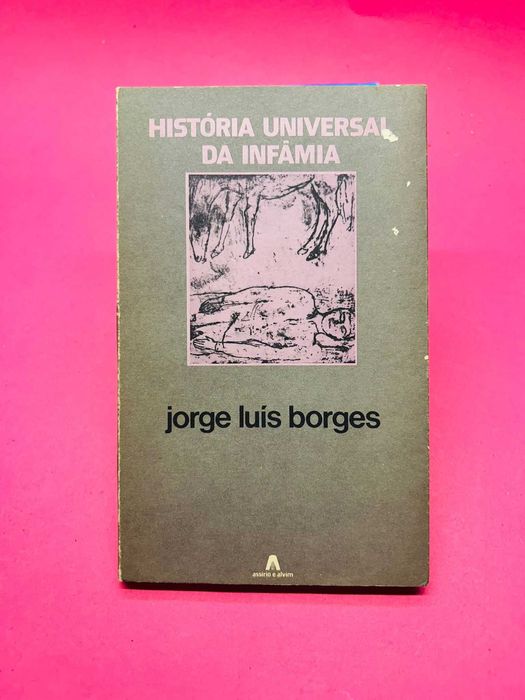 HISTÓRIA UNIVERSAL
DA INFÂMIA
jorge luís borges
assírio e alvim